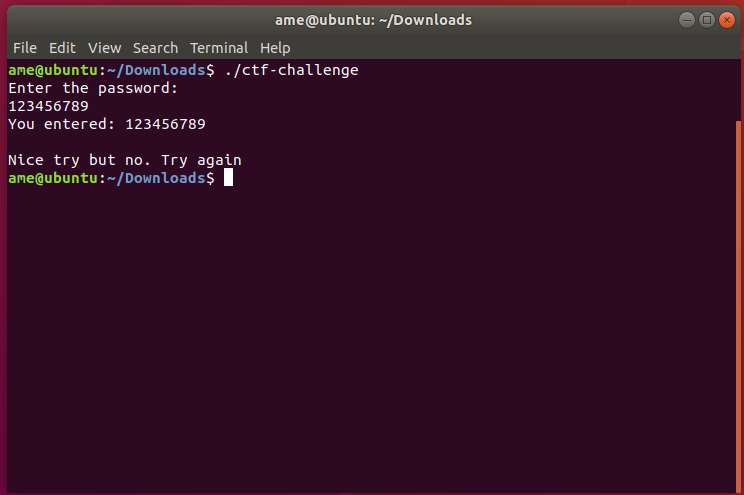 ame@ubuntu: ~/Downloads
File Edit View Search Terminal Help
ame@ubuntu:~/Downloads$ ./ctf-challenge
Enter the password:
123456789
You entered: 123456789
Nice try but no. Try again
ame@ubuntu:~/Downloads$